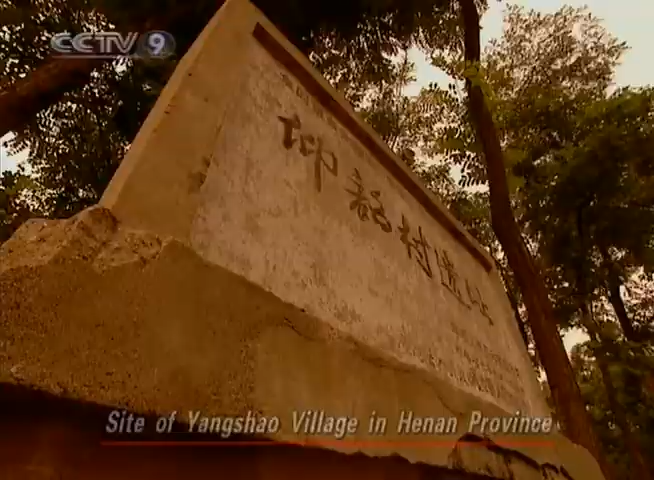 CCTV 9
仰韶村遗址
Site of Yangshao Village in Henan Province